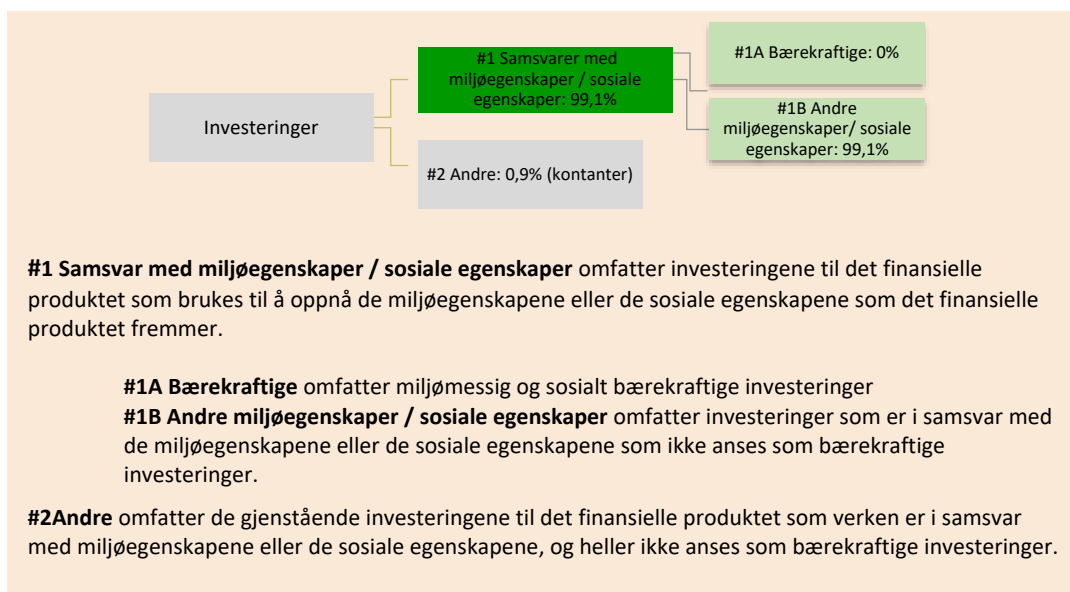 #1 Samsvarer med
miljøegenskaper / sosiale
egenskaper: 99,1%
#1A Bærekraftige: 0%
Investeringer
#1B Andre
miljøegenskaper/ sosiale
egenskaper: 99,1%
#2 Andre: 0,9% (kontanter)
#1 Samsvar med miljøegenskaper / sosiale egenskaper omfatter investeringene til det finansielle
produktet som brukes til å oppnå de miljøegenskapene eller de sosiale egenskapene som det finansielle
produktet fremmer.
#1A Bærekraftige omfatter miljømessig og sosialt bærekraftige investeringer
#1B Andre miljøegenskaper / sosiale egenskaper omfatter investeringer som er i samsvar med
de miljøegenskapene eller de sosiale egenskapene som ikke anses som bærekraftige
investeringer.
#2Andre omfatter de gjenstående investeringene til det finansielle produktet som verken er i samsvar
med miljøegenskapene eller de sosiale egenskapene, og heller ikke anses som bærekraftige investeringer.